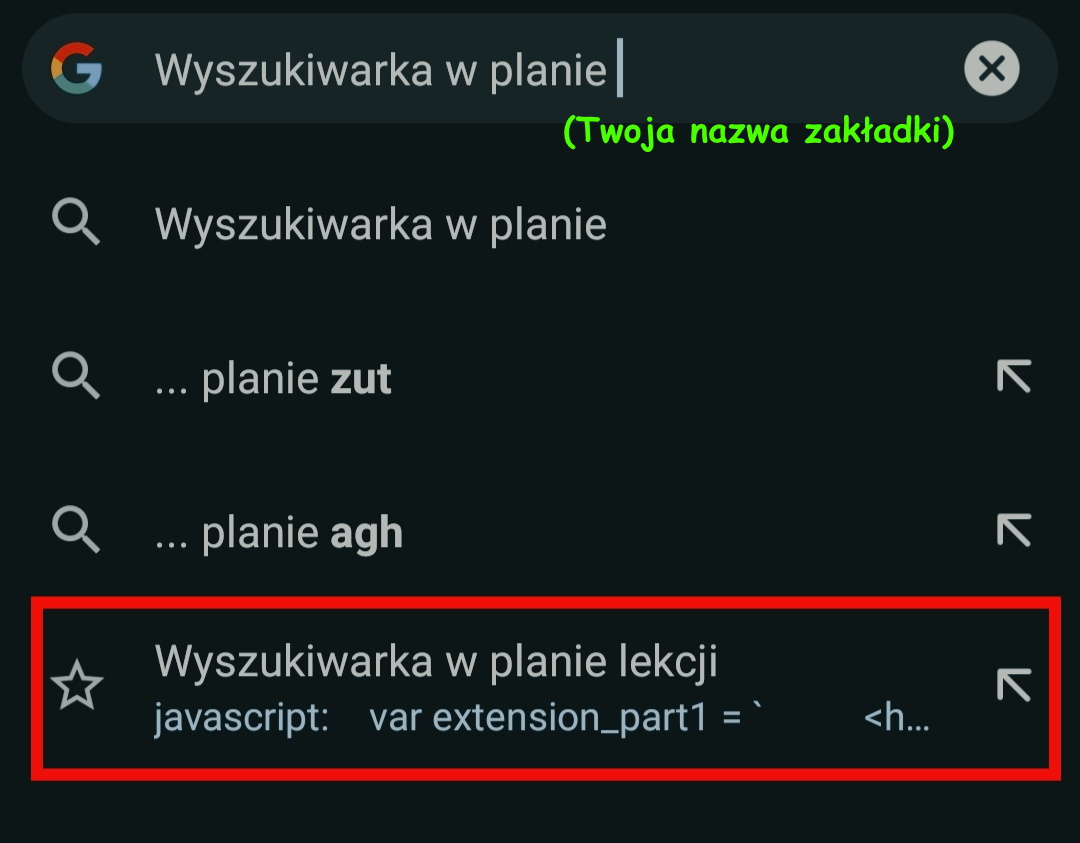 Wyszukiwarka w planie
(Twoja nazwa zakładki)
Wyszukiwarka w planie
... planie zut
... planie agh
Wyszukiwarka w planie lekcji
javascript: var extension_part1 = ` <h...